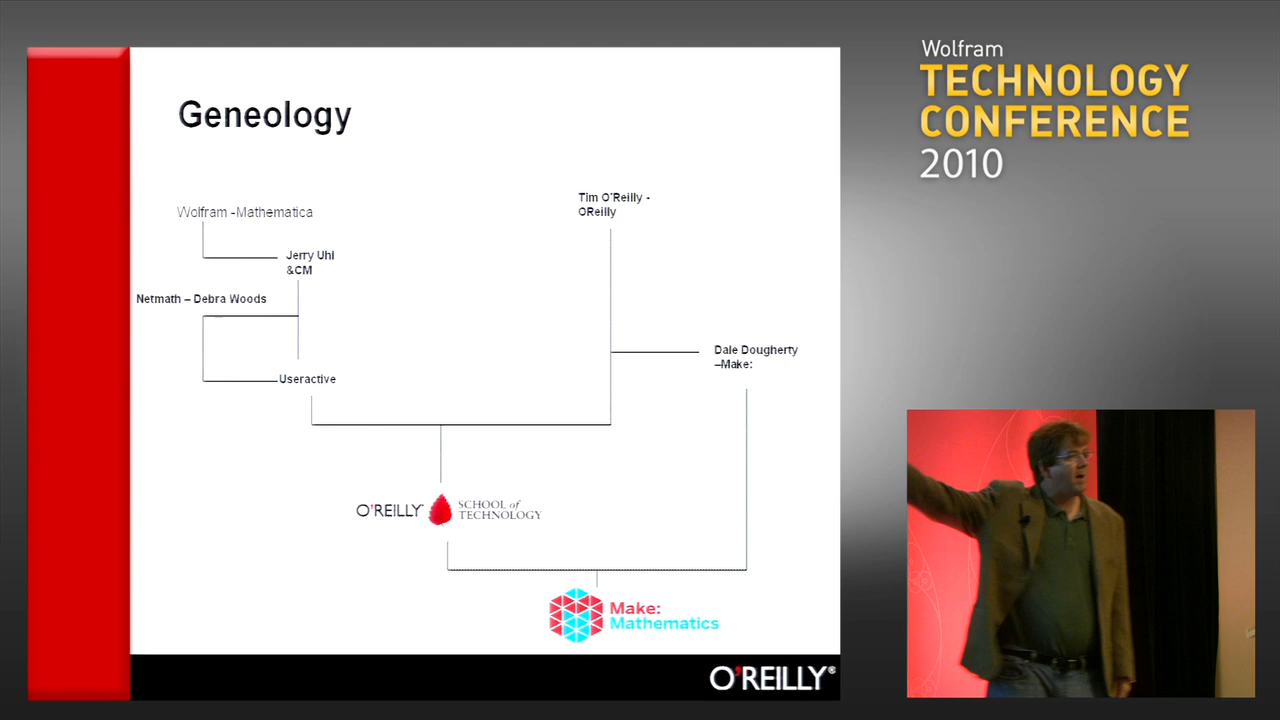 Wolfram
TECHNOLOGY
CONFERENCE
2010
Geneology
Tim O'Reilly -
OReilly
Wolfram -Mathematica
Jerry Uhl
&CM
Netmath – Debra Woods
Dale Dougherty
–Make:
Useractive
O'REILLY SCHOOL of
TECHNOLOGY
Make:
Mathematics
O'REILLY®